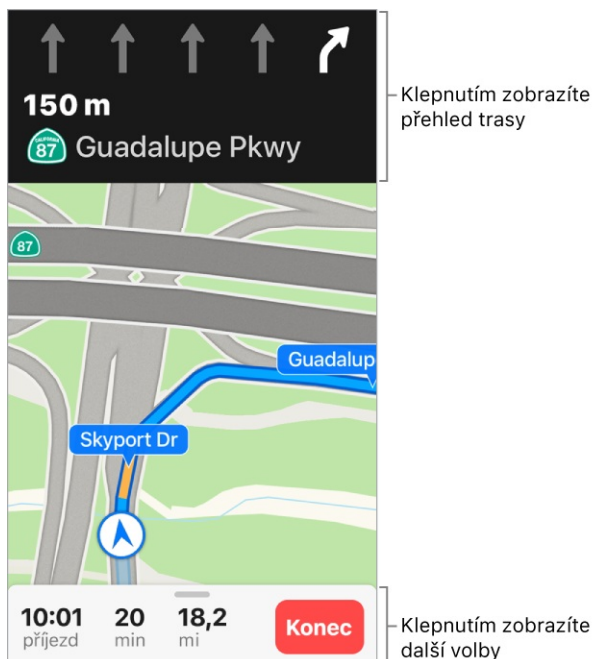 150 m
CALIFORNIA
87
Guadalupe Pkwy
Klepnutím zobrazíte
přehled trasy
87
Guadalup
Skyport Dr
10:01
příjezd
20
min
18,2
mi
Konec
Klepnutím zobrazíte
další volby